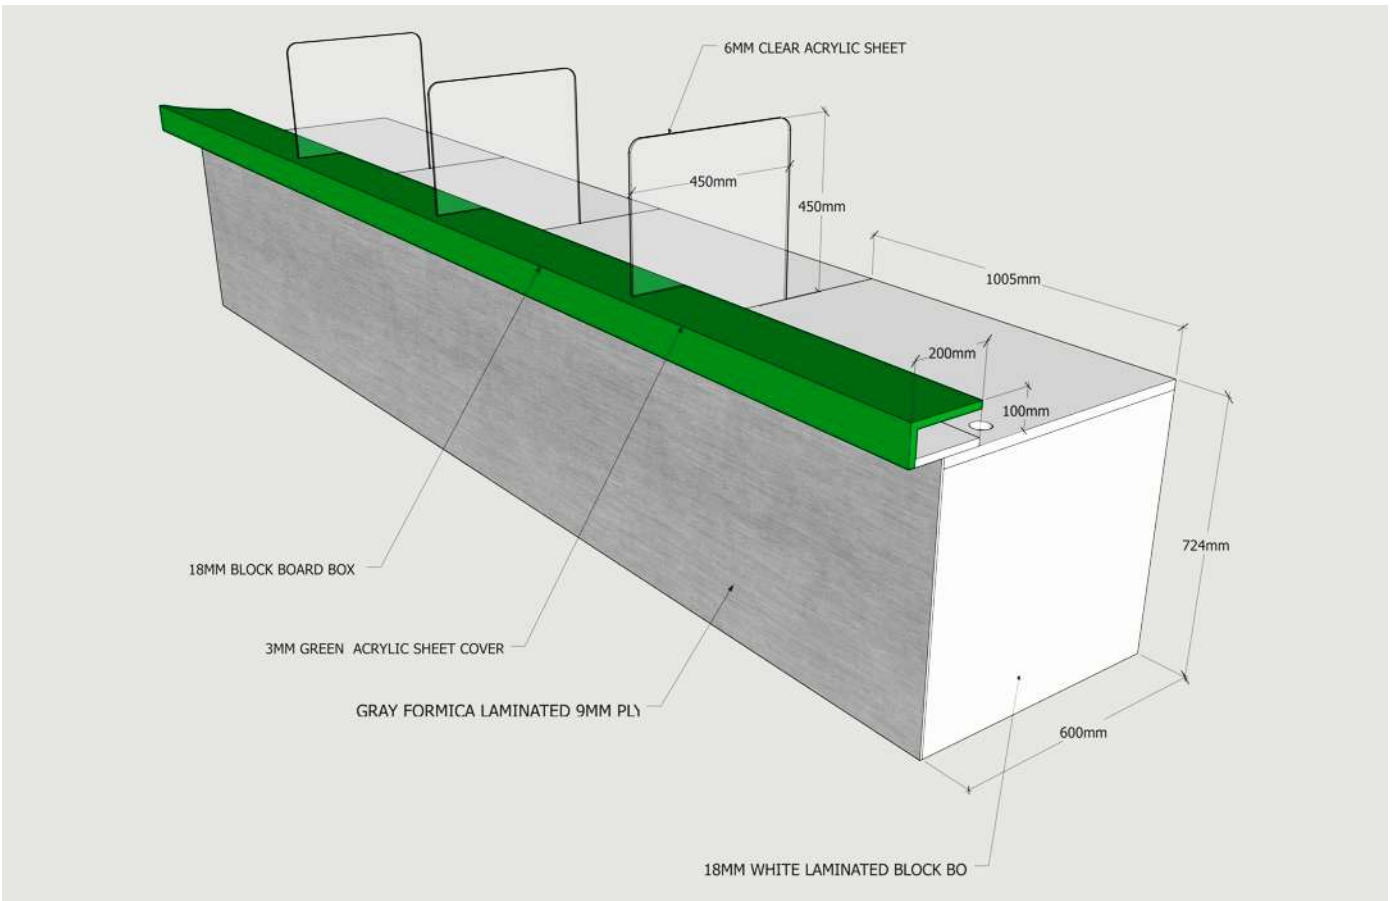 6MM CLEAR ACRYLIC SHEET
450mm
450mm
1005mm
200mm
100mm
724mm
18MM BLOCK BOARD BOX
3MM GREEN ACRYLIC SHEET COVER
GRAY FORMICA LAMINATED 9MM PLY
600mm
18MM WHITE LAMINATED BLOCK BO